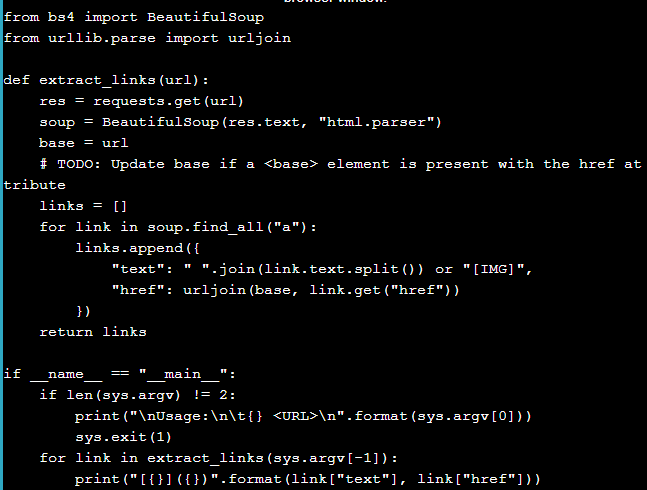 browser window.
from bs4 import BeautifulSoup
from urllib.parse import urljoin
def extract_links(url):
    res = requests.get(url)
    soup = BeautifulSoup(res.text, "html.parser")
    base = url
    # TODO: Update base if a <base> element is present with the href at
tribute
    links = []
    for link in soup.find_all("a"):
        links.append({
            "text": " ".join(link.text.split()) or "[IMG]",
            "href": urljoin(base, link.get("href"))
        })
    return links
if __name__ == "__main__":
    if len(sys.argv) != 2:
        print("\nUsage:\n\t{} <URL>\n".format(sys.argv[0]))
        sys.exit(1)
    for link in extract_links(sys.argv[-1]):
        print("[{}]({})".format(link["text"], link["href"]))